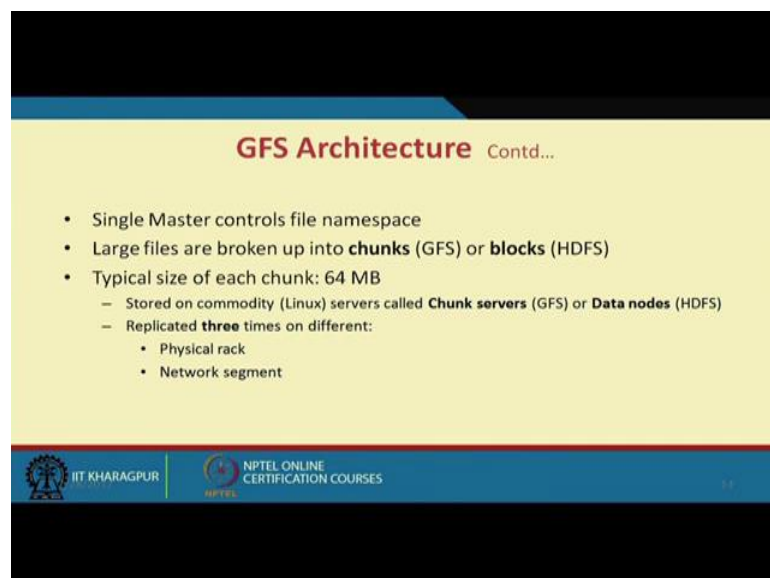 GFS Architecture Contd...
• Single Master controls file namespace
• Large files are broken up into chunks (GFS) or blocks (HDFS)
• Typical size of each chunk: 64 MB
– Stored on commodity (Linux) servers called Chunk servers (GFS) or Data nodes (HDFS)
– Replicated three times on different:
• Physical rack
• Network segment
IIT KHARAGPUR
NPTEL ONLINE
CERTIFICATION COURSES
NPTEL